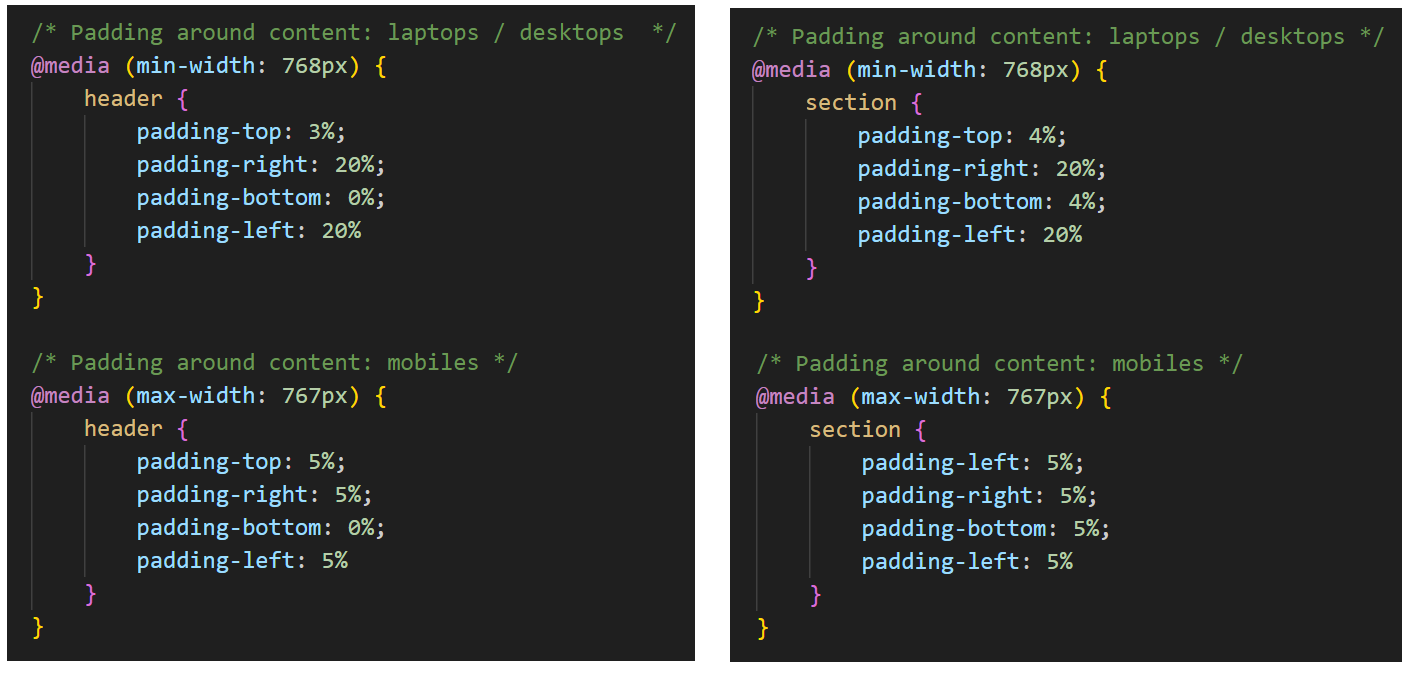 /* Padding around content: laptops / desktops  */
@media (min-width: 768px) {
    header {
        padding-top: 3%;
        padding-right: 20%;
        padding-bottom: 0%;
        padding-left: 20%
    }
}

/* Padding around content: mobiles */
@media (max-width: 767px) {
    header {
        padding-top: 5%;
        padding-right: 5%;
        padding-bottom: 0%;
        padding-left: 5%
    }
}

/* Padding around content: laptops / desktops */
@media (min-width: 768px) {
    section {
        padding-top: 4%;
        padding-right: 20%;
        padding-bottom: 4%;
        padding-left: 20%
    }
}

/* Padding around content: mobiles */
@media (max-width: 767px) {
    section {
        padding-left: 5%;
        padding-right: 5%;
        padding-bottom: 5%;
        padding-left: 5%
    }
}